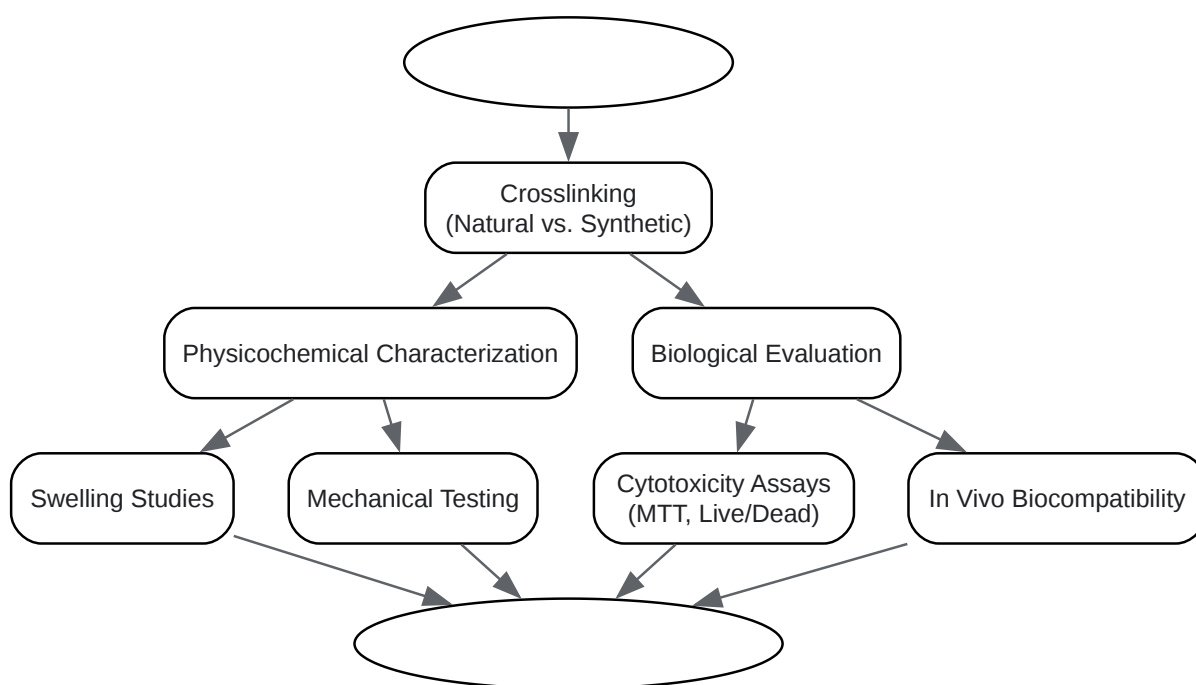 Crosslinking
(Natural vs. Synthetic)
Physicochemical Characterization
Biological Evaluation
Swelling Studies
Mechanical Testing
Cytotoxicity Assays
(MTT, Live/Dead)
In Vivo Biocompatibility